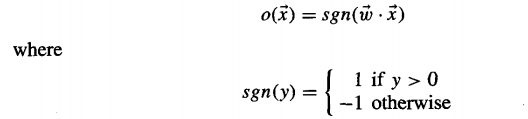 o(x⃗) = sgn(w⃗ · x⃗)
where
sgn(y) = { 1 if y > 0
−1 otherwise